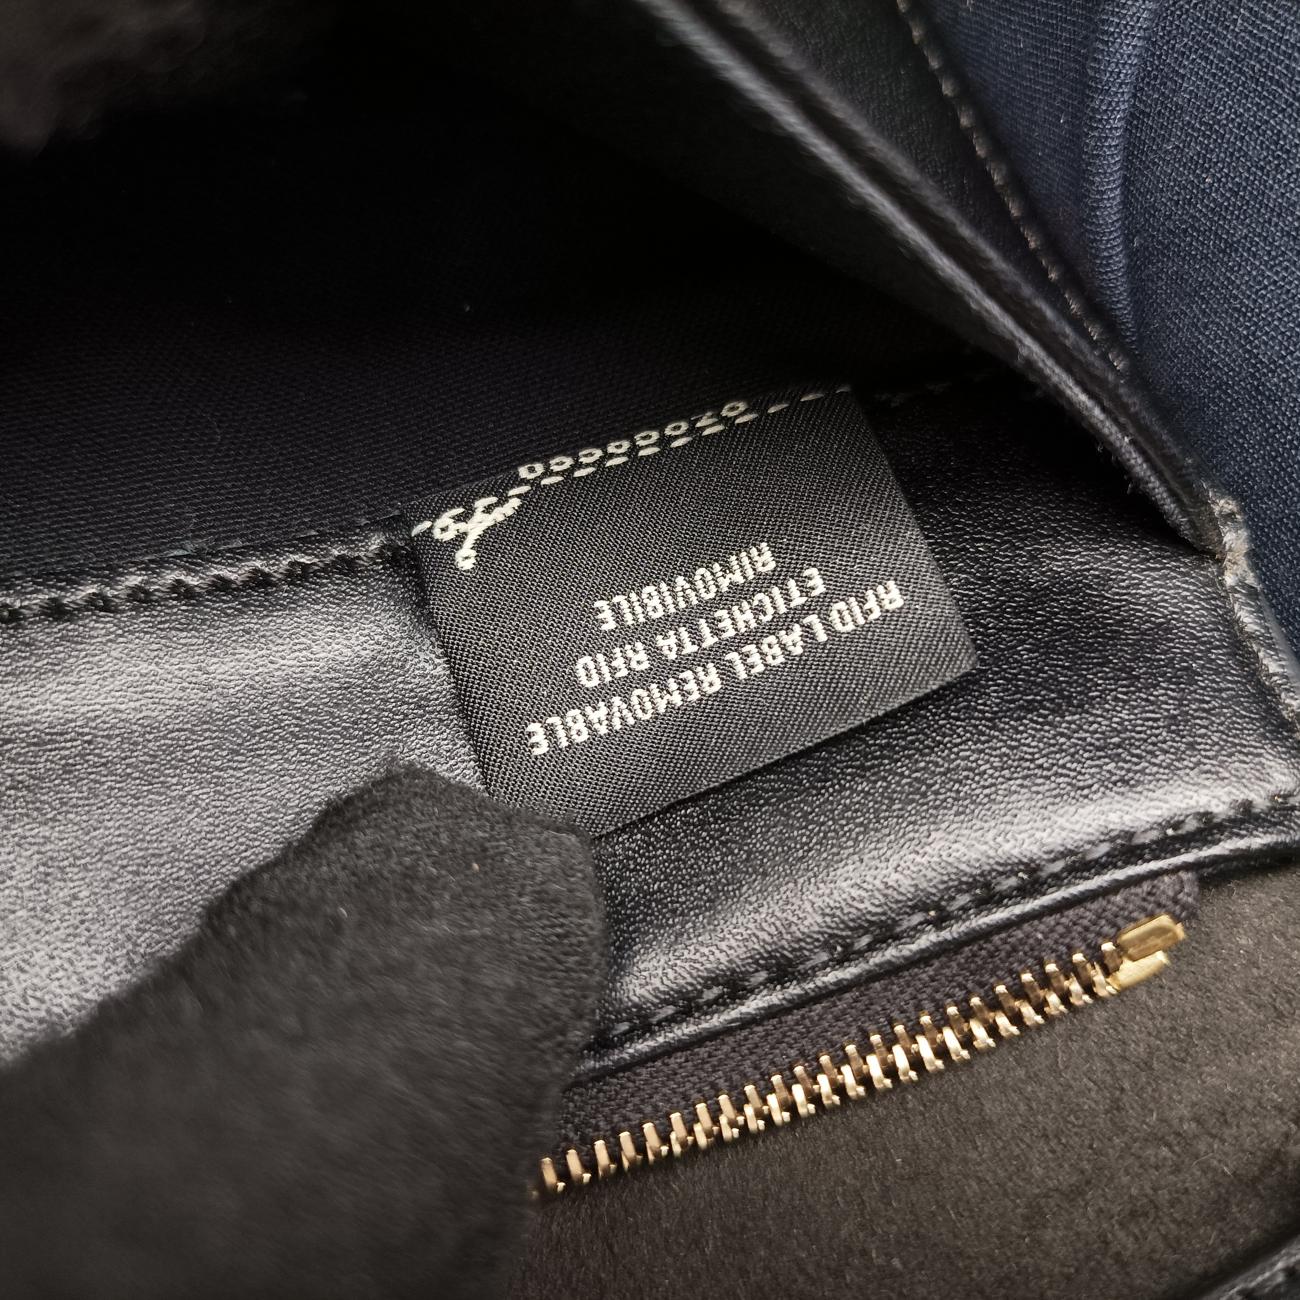 RFID LABEL REMOVABLE
ETICHETTA RFID
RIMOVIBILE